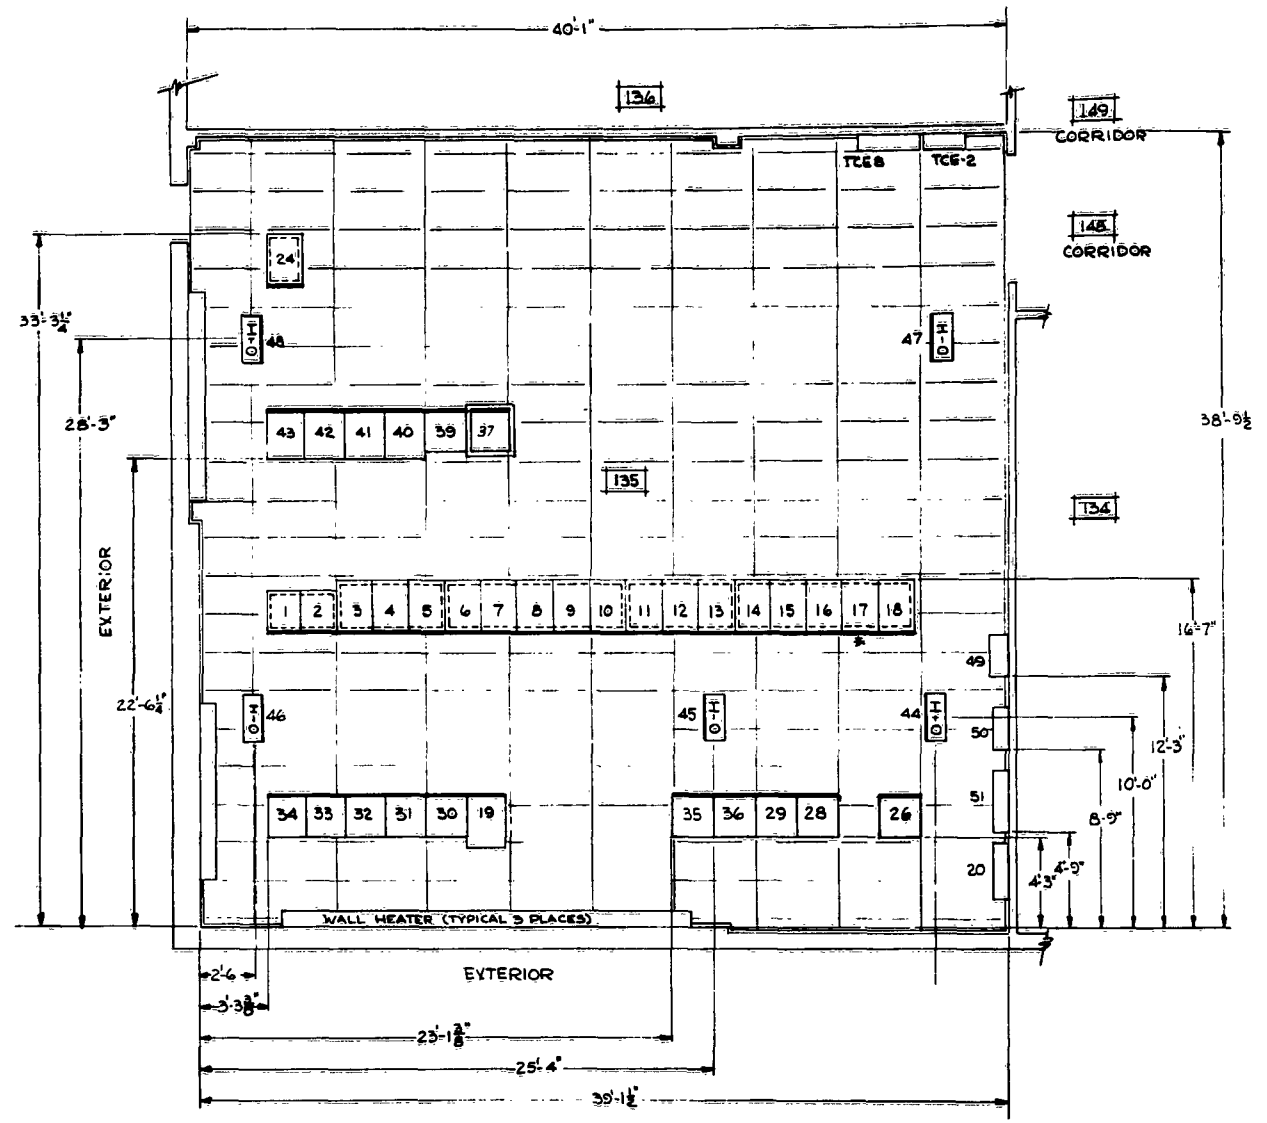 40'-1"
136
149
CORRIDOR
TCE8 TCE-2
148
CORRIDOR
24
33'-3¼"
48 47
28'-3"
38'-9½
43 42 41 40 39 37
135
134
EXTERIOR
1 2 3 4 5 6 7 8 9 10 11 12 13 14 15 16 17 18
*
16'-7"
49
22'-6¼"
46 45 44
50
12'-3"
10'-0"
51
8'-9"
34 33 32 31 30 19 35 36 29 28 26
20
4'-3" 4'-9"
WALL HEATER (TYPICAL 3 PLACES)
2'-6
EXTERIOR
3'-3⅜"
23'-1⅜"
25'-4"
39'-1½"